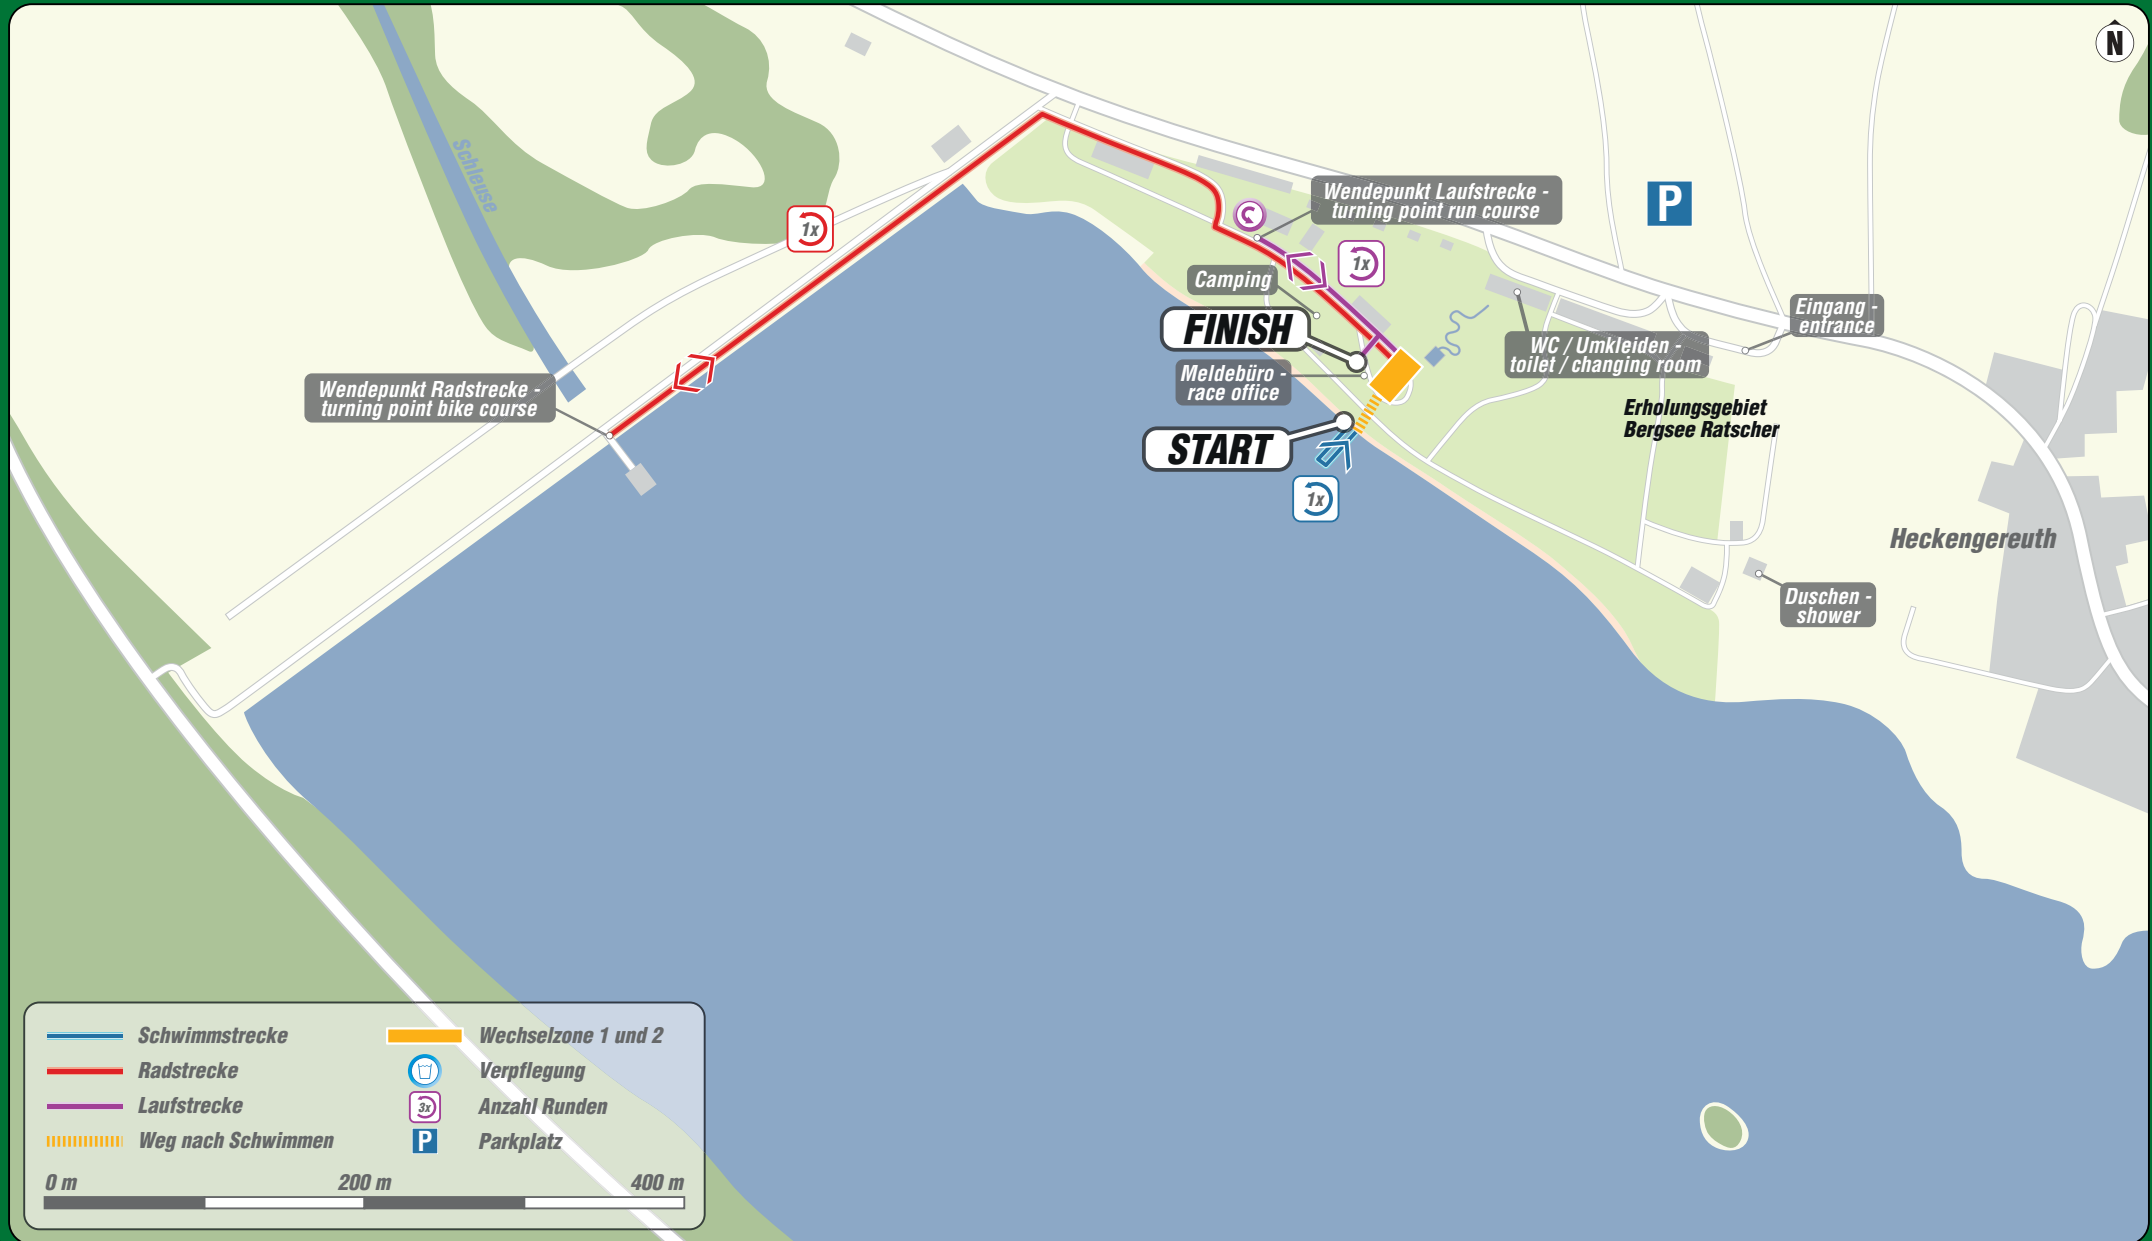 N
Schleuse
Wendepunkt Laufstrecke -
turning point run course
P
1x
1x
Camping
Eingang -
entrance
FINISH
WC / Umkleiden -
toilet / changing room
Meldebüro -
race office
Wendepunkt Radstrecke -
turning point bike course
Erholungsgebiet
Bergsee Ratscher
START
1x
Heckengereuth
Duschen -
shower
Schwimmstrecke
Radstrecke
Laufstrecke
Weg nach Schwimmen
Wechselzone 1 und 2
Verpflegung
3x
Anzahl Runden
P
Parkplatz
0 m
200 m
400 m